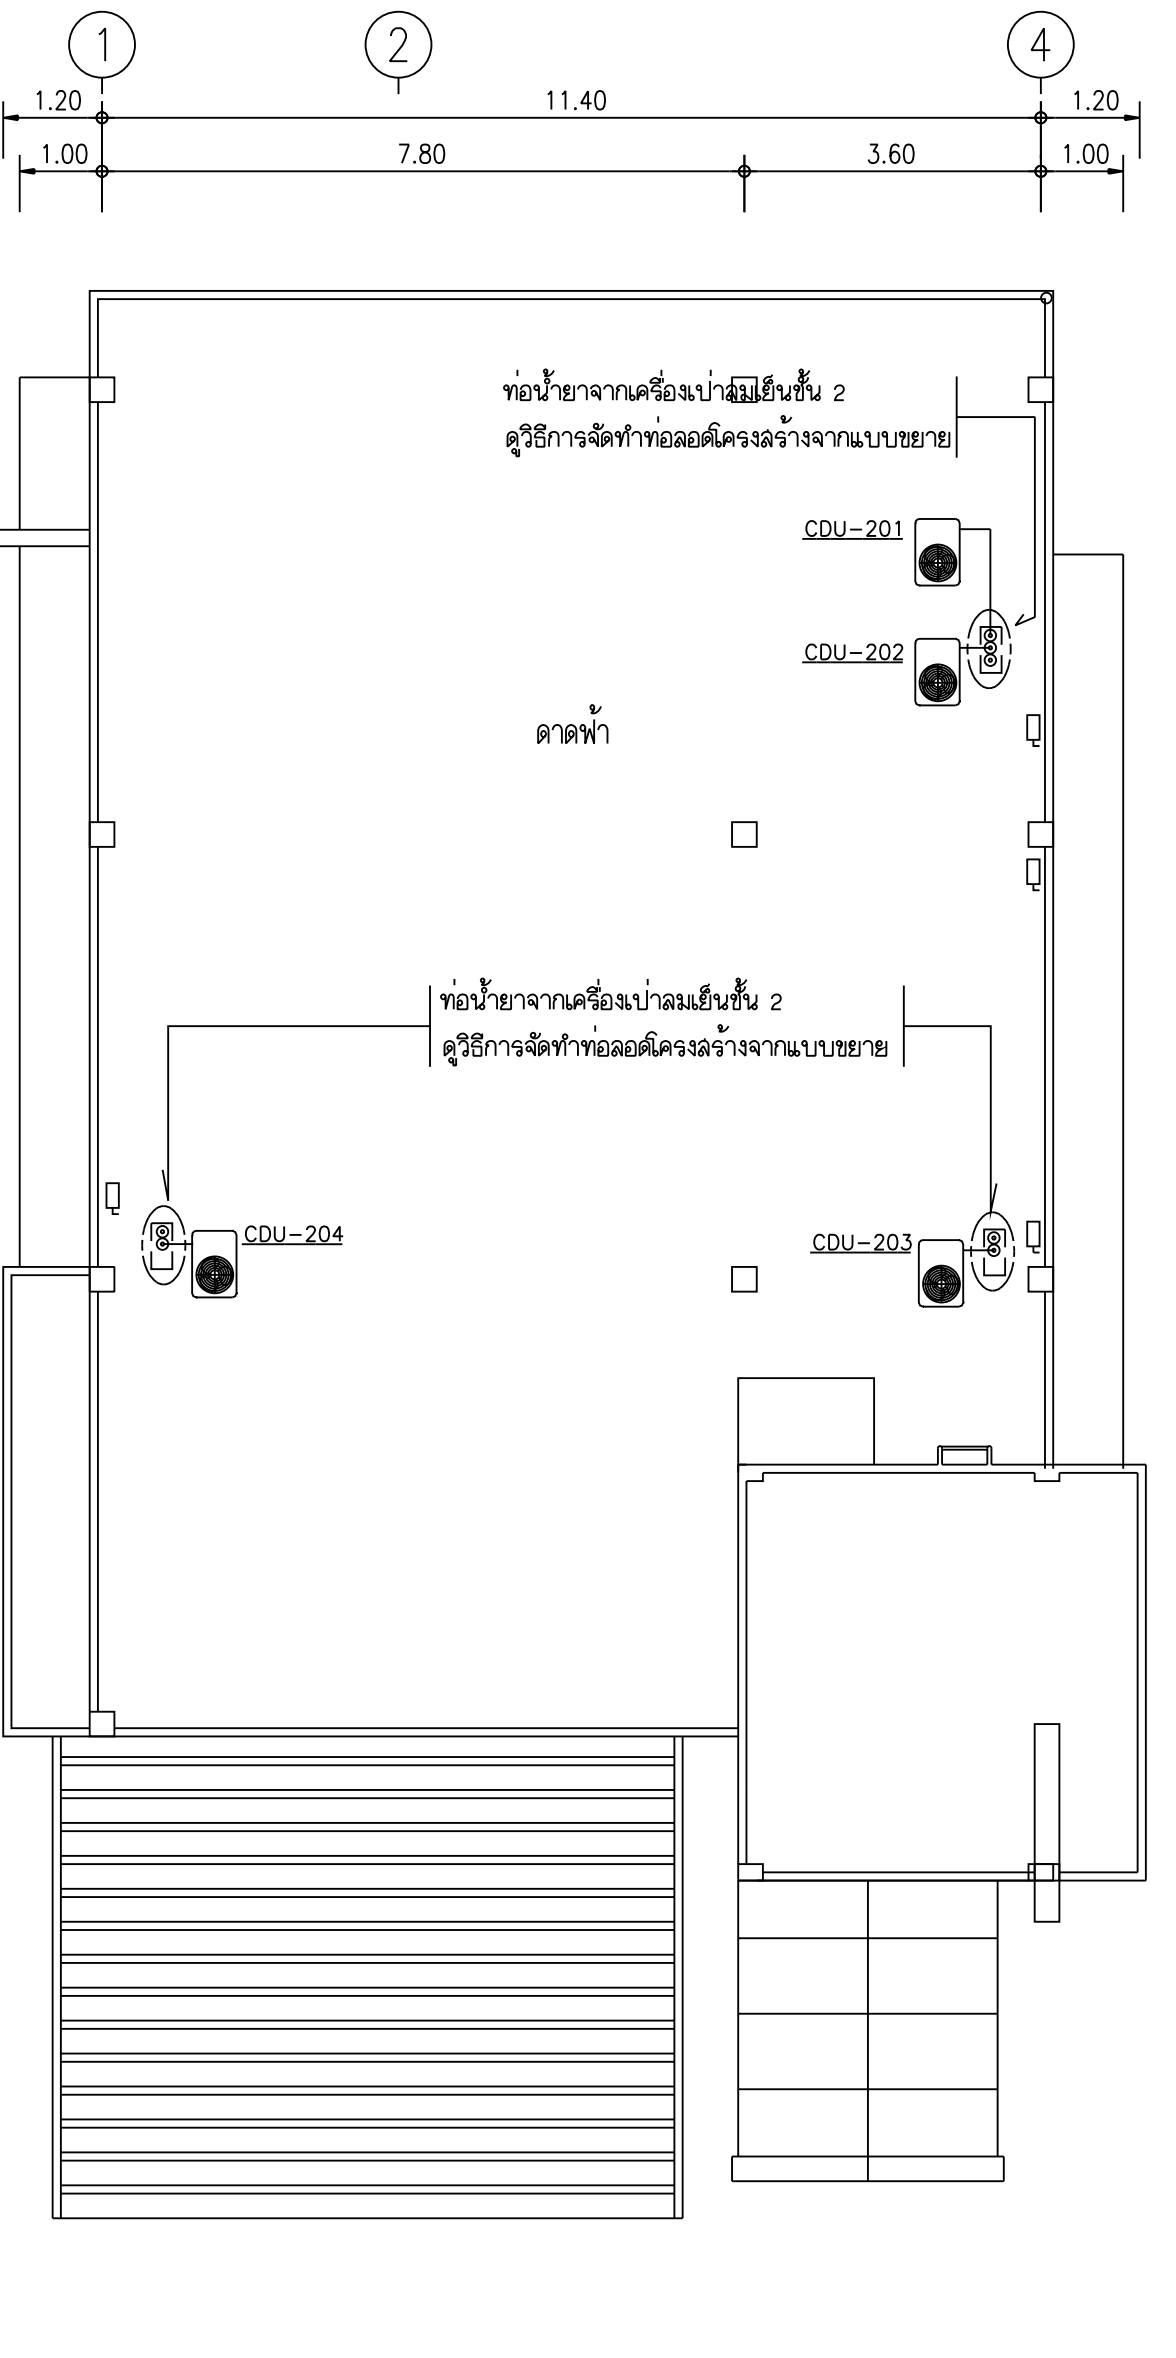 1 2 4
1.20 11.40 1.20
1.00 7.80 3.60 1.00
ท่อน้ำยาจากเครื่องเป่าลมเย็นชั้น 2
ดูวิธีการจัดทำท่อลอดโครงสร้างจากแบบขยาย
CDU-201
CDU-202
ดาดฟ้า
ท่อน้ำยาจากเครื่องเป่าลมเย็นชั้น 2
ดูวิธีการจัดทำท่อลอดโครงสร้างจากแบบขยาย
CDU-204
CDU-203